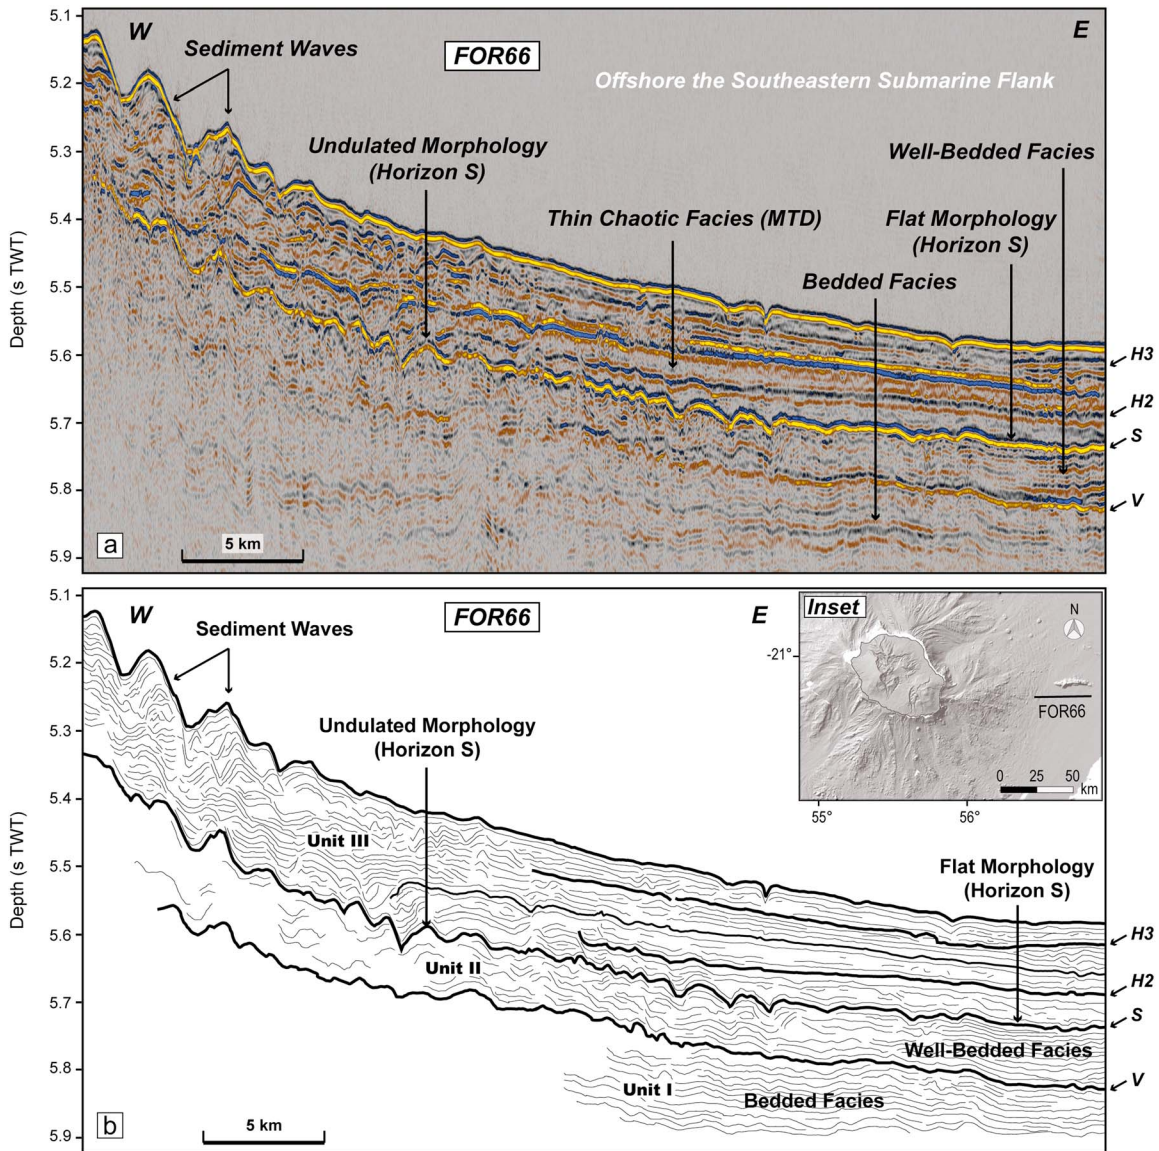 5.1
W
FOR66
E
Sediment Waves
Offshore the Southeastern Submarine Flank
5.2
Undulated Morphology
(Horizon S)
Well-Bedded Facies
5.3
Thin Chaotic Facies (MTD)
Flat Morphology
(Horizon S)
5.4
Bedded Facies
5.5
Depth (s TWT)
5.6
H3
H2
5.7
S
5.8
V
5 km
a
5.9
5.1
W
FOR66
E
Inset
N
Sediment Waves
-21°
5.2
FOR66
Undulated Morphology
(Horizon S)
5.3
0 25 50
km
5.4
55° 56°
Unit III
Flat Morphology
(Horizon S)
5.5
Depth (s TWT)
5.6
H3
Unit II
H2
5.7
S
Well-Bedded Facies
5.8
V
Unit I
Bedded Facies
5 km
b
5.9